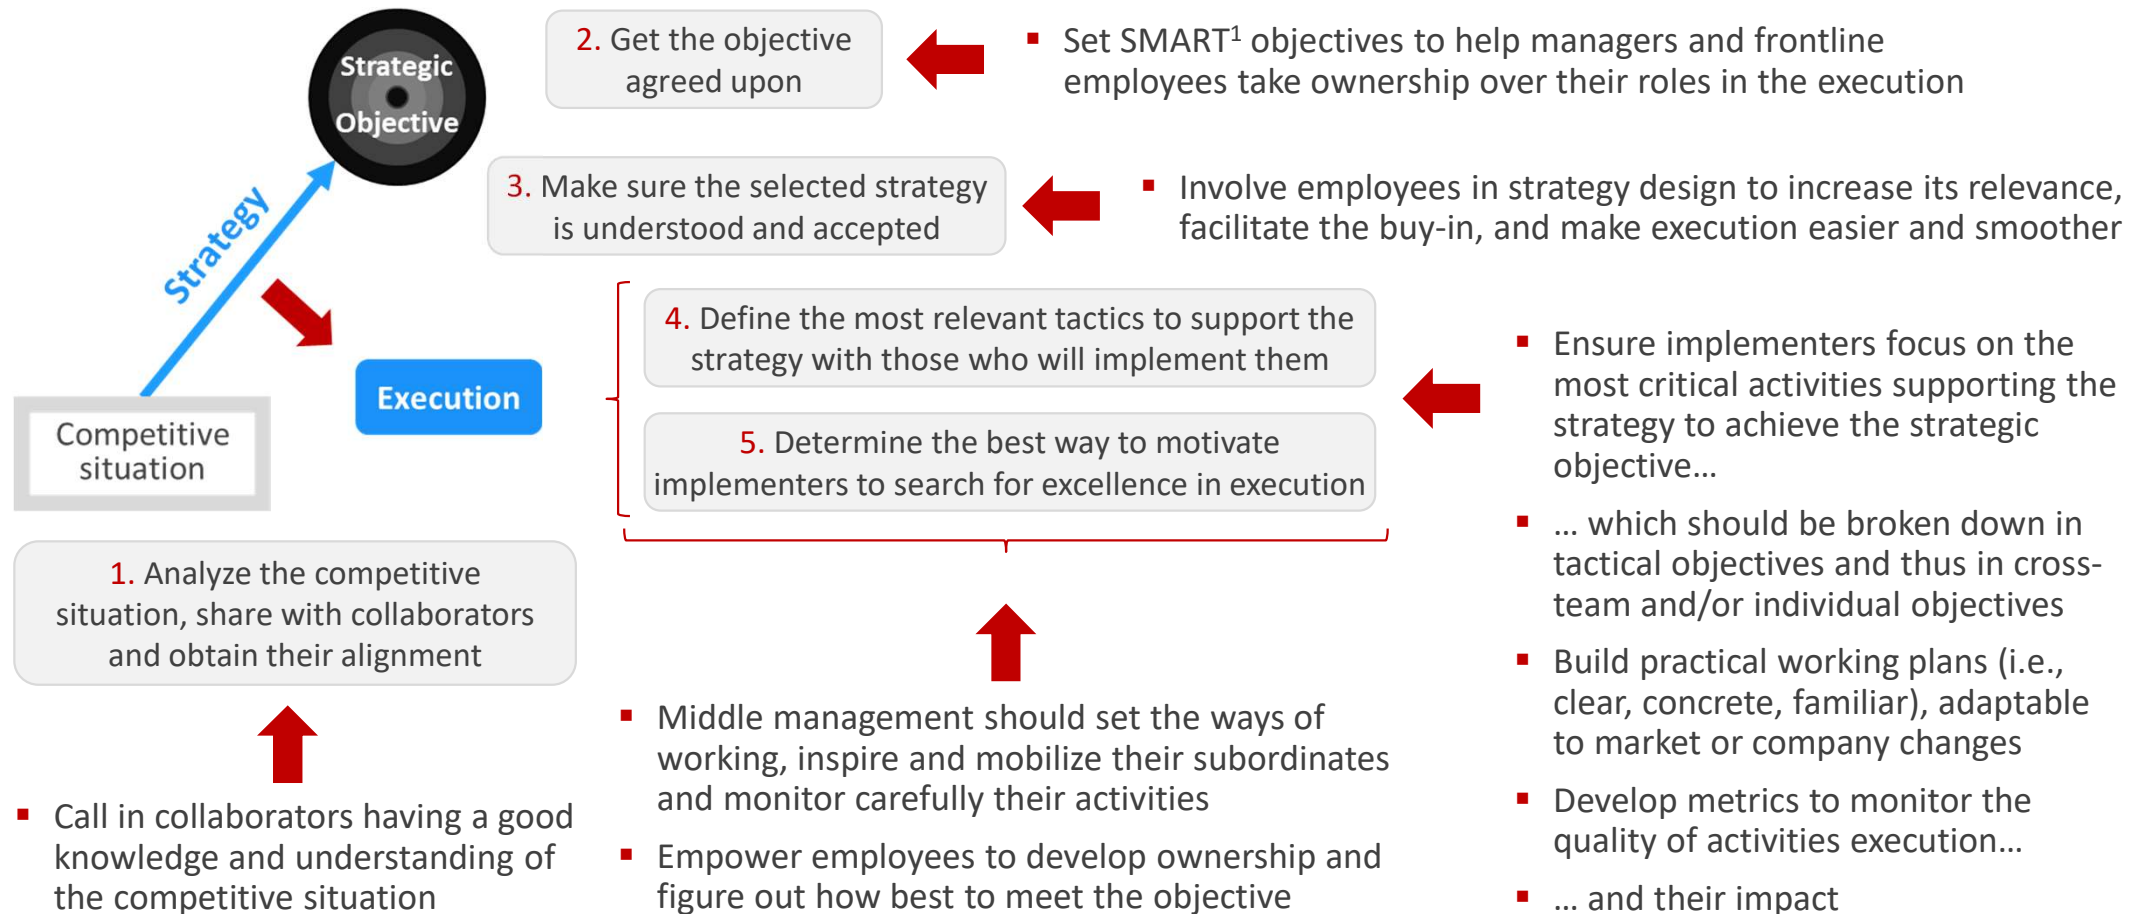 Strategic
Objective
2. Get the objective
agreed upon
▪ Set SMART¹ objectives to help managers and frontline
employees take ownership over their roles in the execution
Strategy
3. Make sure the selected strategy
is understood and accepted
▪ Involve employees in strategy design to increase its relevance,
facilitate the buy-in, and make execution easier and smoother
Execution
4. Define the most relevant tactics to support the
strategy with those who will implement them
5. Determine the best way to motivate
implementers to search for excellence in execution
▪ Ensure implementers focus on the
most critical activities supporting the
strategy to achieve the strategic
objective…
▪ … which should be broken down in
tactical objectives and thus in cross-
team and/or individual objectives
▪ Build practical working plans (i.e.,
clear, concrete, familiar), adaptable
to market or company changes
▪ Develop metrics to monitor the
quality of activities execution…
▪ … and their impact
Competitive
situation
1. Analyze the competitive
situation, share with collaborators
and obtain their alignment
▪ Call in collaborators having a good
knowledge and understanding of
the competitive situation
▪ Middle management should set the ways of
working, inspire and mobilize their subordinates
and monitor carefully their activities
▪ Empower employees to develop ownership and
figure out how best to meet the objective